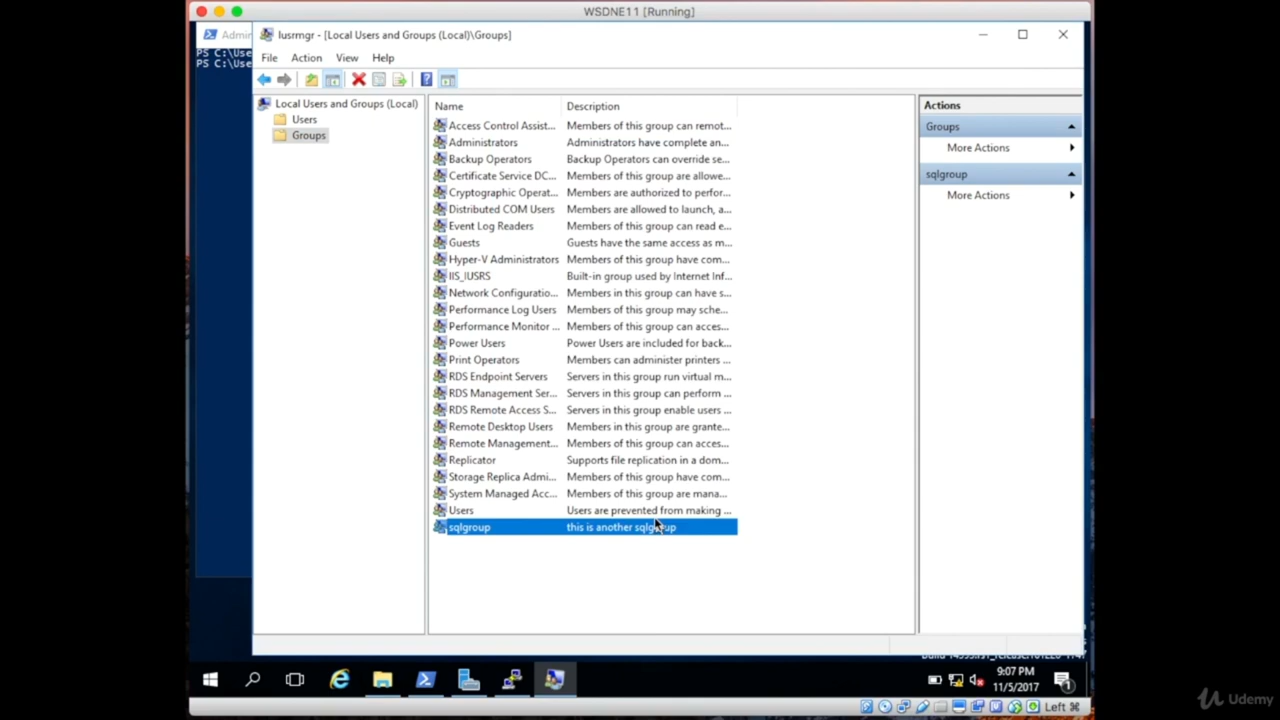 WSDNE11 [Running]
Admin
PS C:\Use
PS C:\Use
lusrmgr - [Local Users and Groups (Local)\Groups]
File Action View Help
Local Users and Groups (Local)
Users
Groups
Name Description
Access Control Assist... Members of this group can remot...
Administrators Administrators have complete an...
Backup Operators Backup Operators can override se...
Certificate Service DC... Members of this group are allowe...
Cryptographic Operat... Members are authorized to perfor...
Distributed COM Users Members are allowed to launch, a...
Event Log Readers Members of this group can read e...
Guests Guests have the same access as m...
Hyper-V Administrators Members of this group have com...
IIS_IUSRS Built-in group used by Internet Inf...
Network Configuratio... Members in this group can have s...
Performance Log Users Members of this group may sche...
Performance Monitor ... Members of this group can acces...
Power Users Power Users are included for back...
Print Operators Members can administer printers ...
RDS Endpoint Servers Servers in this group run virtual m...
RDS Management Ser... Servers in this group can perform ...
RDS Remote Access S... Servers in this group enable users ...
Remote Desktop Users Members in this group are grante...
Remote Management... Members of this group can acces...
Replicator Supports file replication in a dom...
Storage Replica Admi... Members of this group have com...
System Managed Acc... Members of this group are mana...
Users Users are prevented from making ...
sqlgroup this is another sqlgroup
Actions
Groups
More Actions
sqlgroup
More Actions
9:07 PM
11/5/2017
1
Left ⌘
Udemy